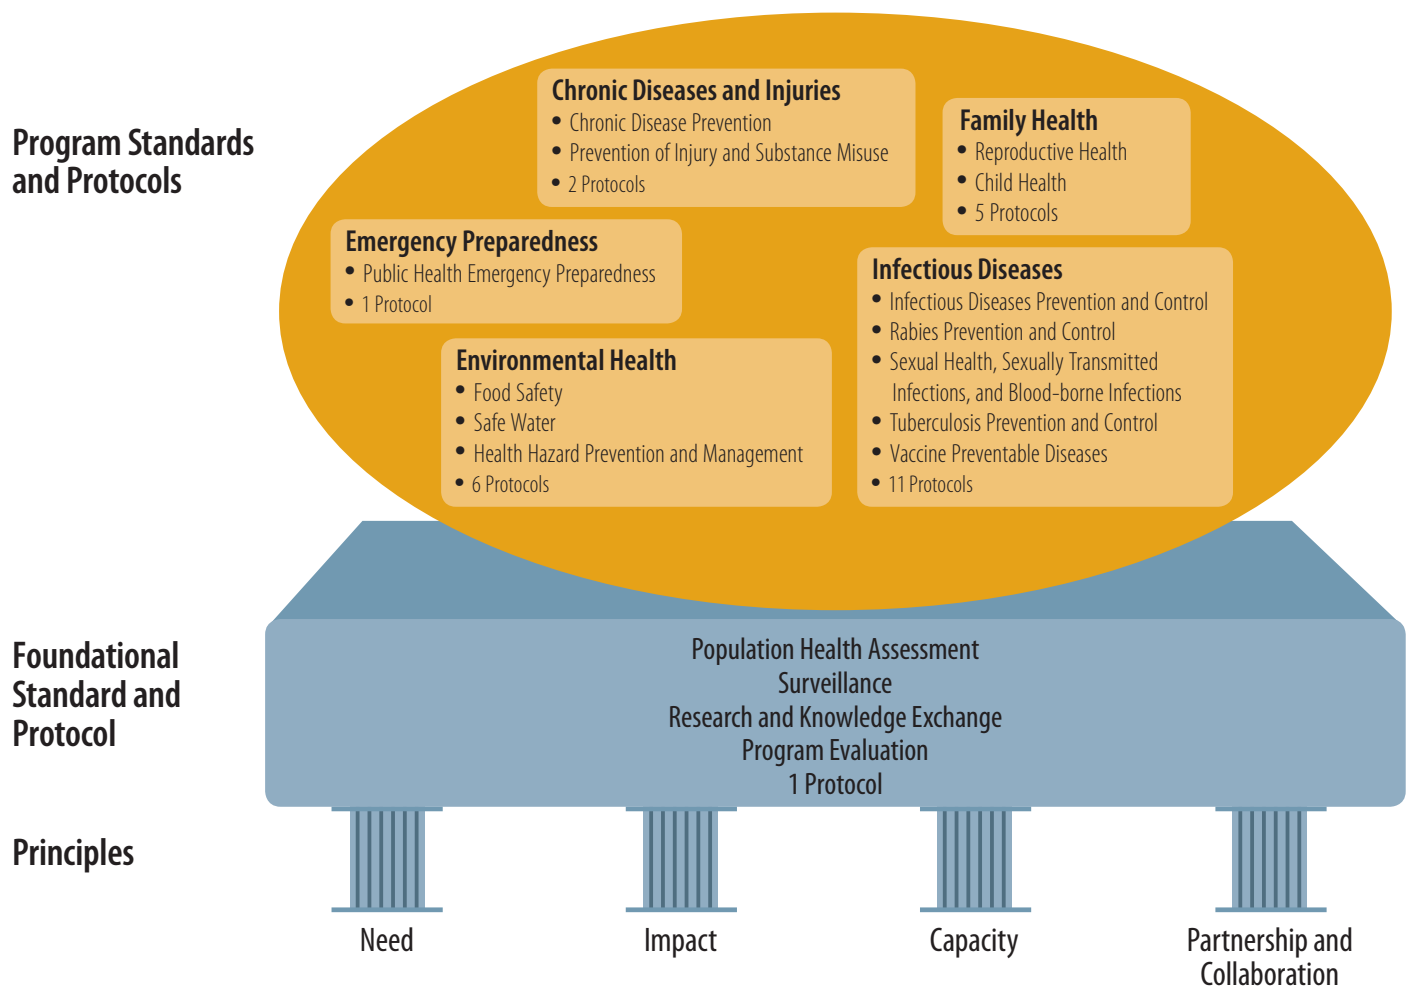 Program Standards
and Protocols
Chronic Diseases and Injuries
• Chronic Disease Prevention
• Prevention of Injury and Substance Misuse
• 2 Protocols
Family Health
• Reproductive Health
• Child Health
• 5 Protocols
Emergency Preparedness
• Public Health Emergency Preparedness
• 1 Protocol
Infectious Diseases
• Infectious Diseases Prevention and Control
• Rabies Prevention and Control
• Sexual Health, Sexually Transmitted
Infections, and Blood-borne Infections
• Tuberculosis Prevention and Control
• Vaccine Preventable Diseases
• 11 Protocols
Environmental Health
• Food Safety
• Safe Water
• Health Hazard Prevention and Management
• 6 Protocols
Foundational
Standard and
Protocol
Population Health Assessment
Surveillance
Research and Knowledge Exchange
Program Evaluation
1 Protocol
Principles
Need
Impact
Capacity
Partnership and
Collaboration